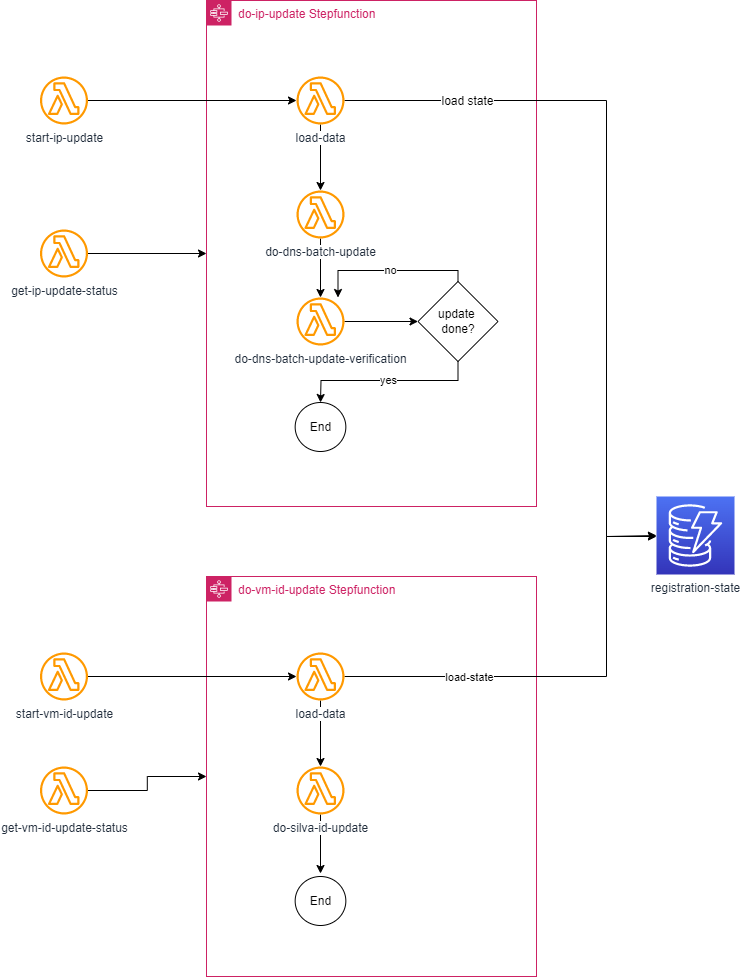 do-ip-update Stepfunction
load state
start-ip-update
load-data
do-dns-batch-update
get-ip-update-status
no
update
done?
do-dns-batch-update-verification
yes
End
registration-state
do-vm-id-update Stepfunction
load-state
start-vm-id-update
load-data
get-vm-id-update-status
do-silva-id-update
End